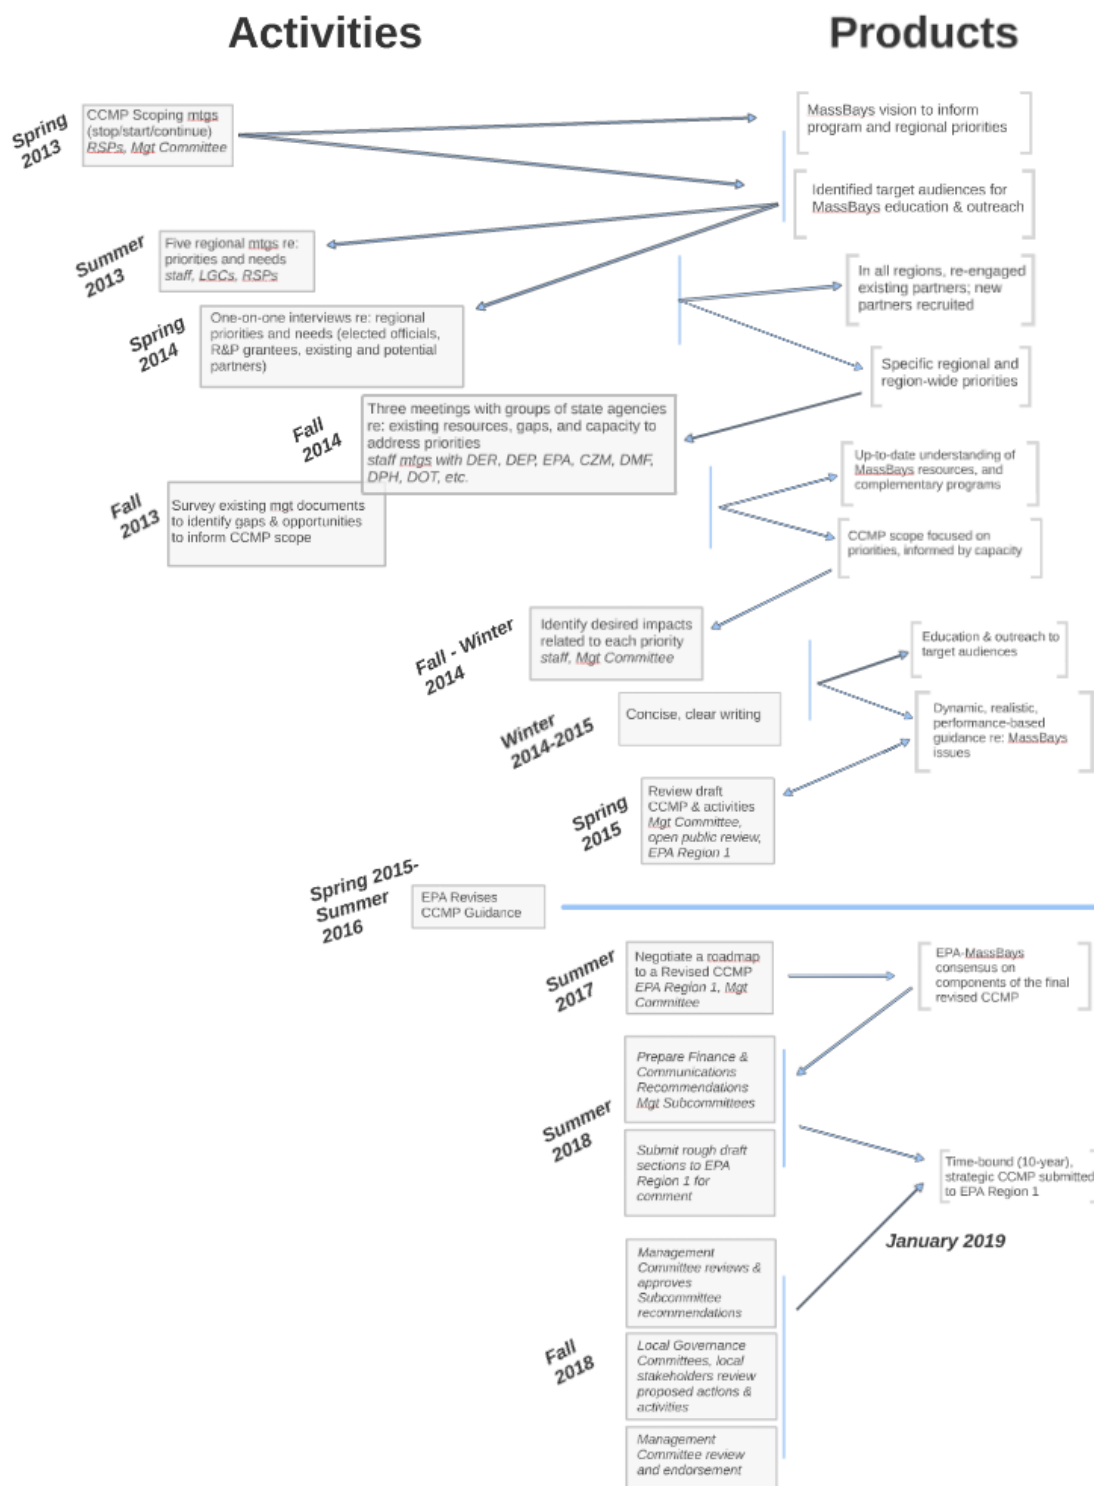 Activities
Products
Spring
2013
CCMP Scoping mtgs
(stop/start/continue)
RSPs, Mgt Committee
MassBays vision to inform
program and regional priorities
Identified target audiences for
MassBays education & outreach
Summer
2013
Five regional mtgs re:
priorities and needs
staff, LGCs, RSPs
In all regions, re-engaged
existing partners; new
partners recruited
Spring
2014
One-on-one interviews re: regional
priorities and needs (elected officials,
R&P grantees, existing and potential
partners)
Specific regional and
region-wide priorities
Fall
2014
Three meetings with groups of state agencies
re: existing resources, gaps, and capacity to
address priorities
staff mtgs with DER, DEP, EPA, CZM, DMF,
DPH, DOT, etc.
Up-to-date understanding of
MassBays resources, and
complementary programs
Fall
2013
Survey existing mgt documents
to identify gaps & opportunities
to inform CCMP scope
CCMP scope focused on
priorities, informed by capacity
Fall - Winter
2014
Identify desired impacts
related to each priority
staff, Mgt Committee
Education & outreach to
target audiences
Winter
2014-2015
Concise, clear writing
Dynamic, realistic,
performance-based
guidance re: MassBays
issues
Spring
2015
Review draft
CCMP & activities
Mgt Committee,
open public review,
EPA Region 1
Spring 2015-
Summer
2016
EPA Revises
CCMP Guidance
Summer
2017
Negotiate a roadmap
to a Revised CCMP
EPA Region 1, Mgt
Committee
EPA-MassBays
consensus on
components of the final
revised CCMP
Summer
2018
Prepare Finance &
Communications
Recommendations
Mgt Subcommittees
Submit rough draft
sections to EPA
Region 1 for
comment
Time-bound (10-year),
strategic CCMP submitted
to EPA Region 1
January 2019
Fall
2018
Management
Committee reviews &
approves
Subcommittee
recommendations
Local Governance
Committees, local
stakeholders review
proposed actions &
activities
Management
Committee review
and endorsement